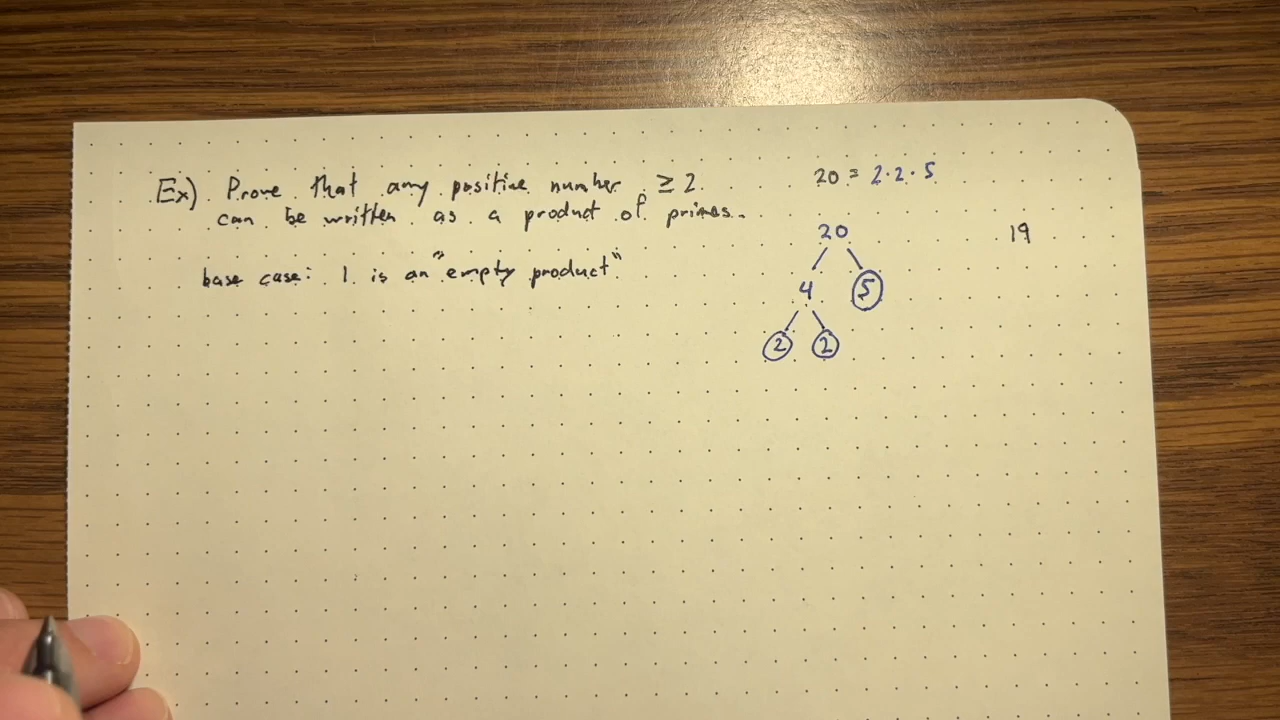 Ex) Prove that any positive number ≥ 2
can be written as a product of primes.
base case: 1 is an "empty product".
20 = 2·2·5
20
4 5
2 2
19